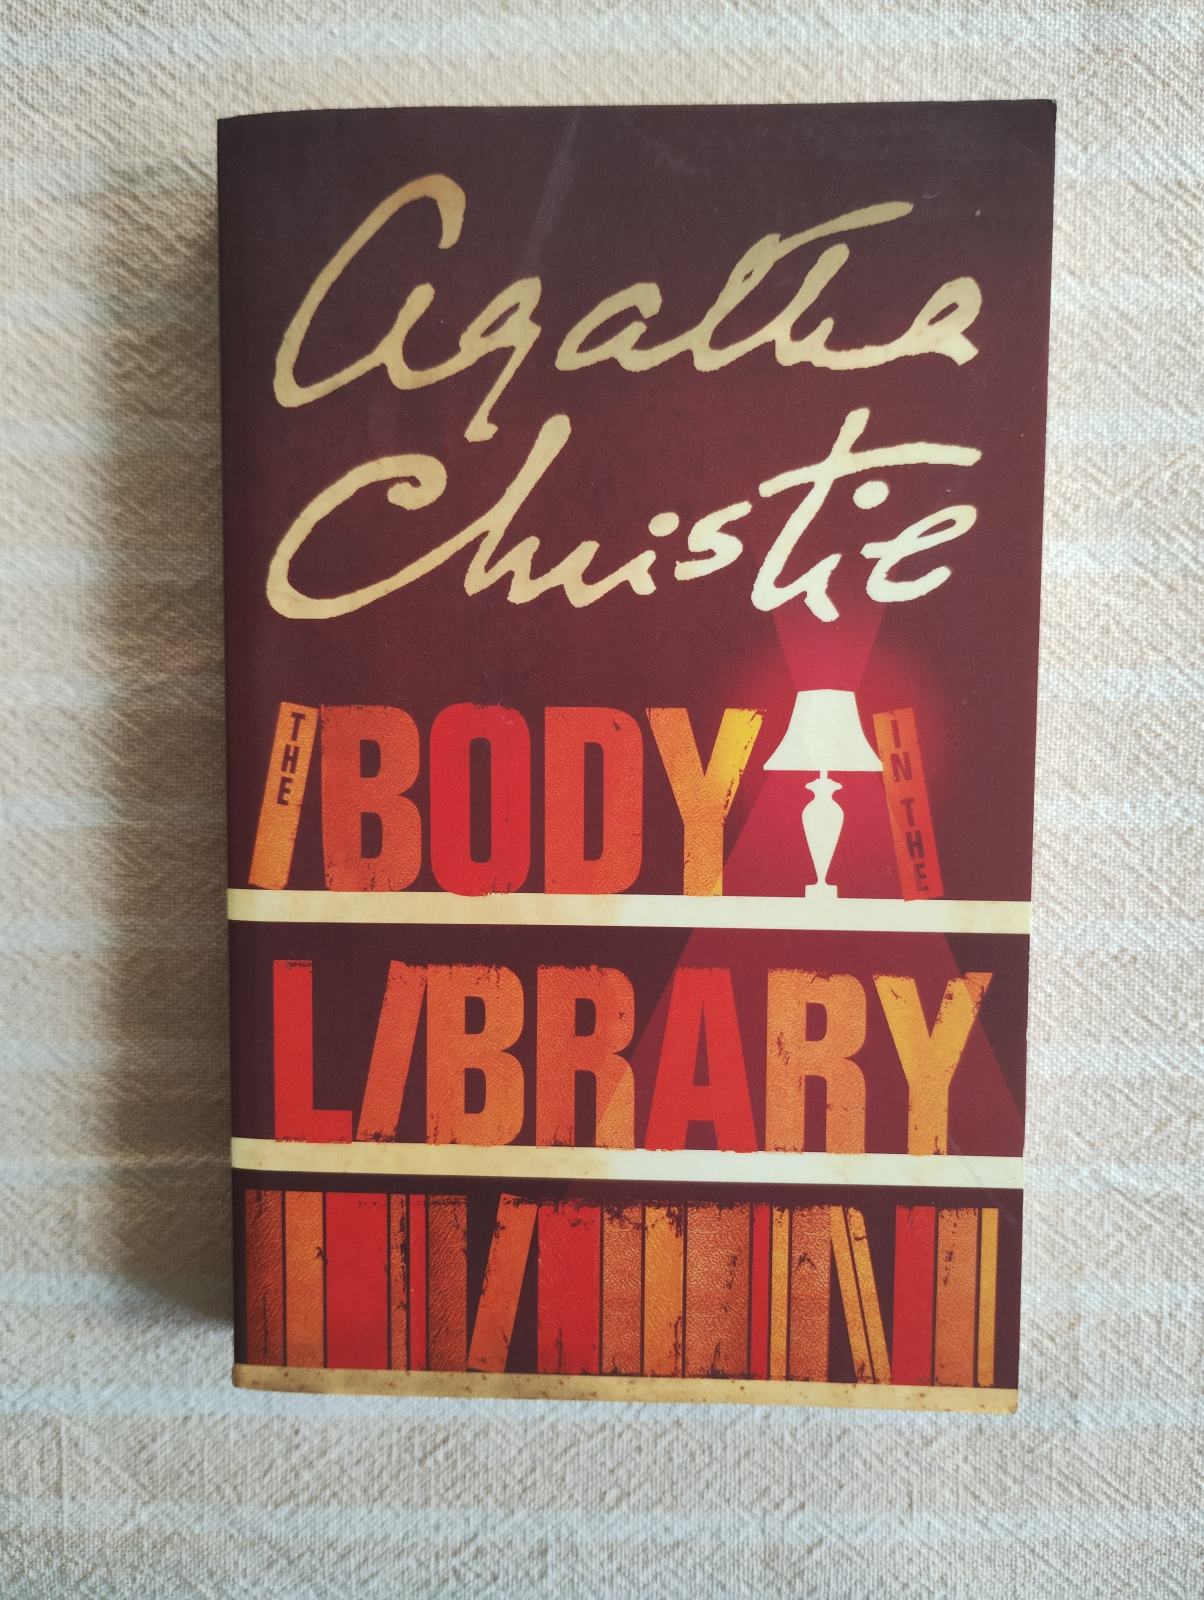 Agatha
Christie
THE BODY IN THE
LIBRARY